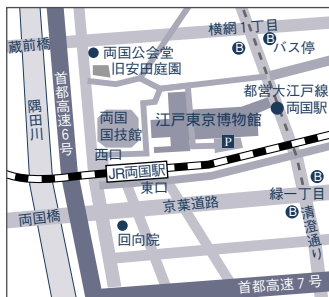 横網1丁目
蔵前橋
両国公会堂
B
B
バス停
旧安田庭園
都営大江戸線
両国駅
首都高速6号
隅田川
両国
国技館
江戸東京博物館
P
西口
JR両国駅
東口
B
緑一丁目
B
両国橋
京葉道路
清澄通り
回向院
首都高速7号